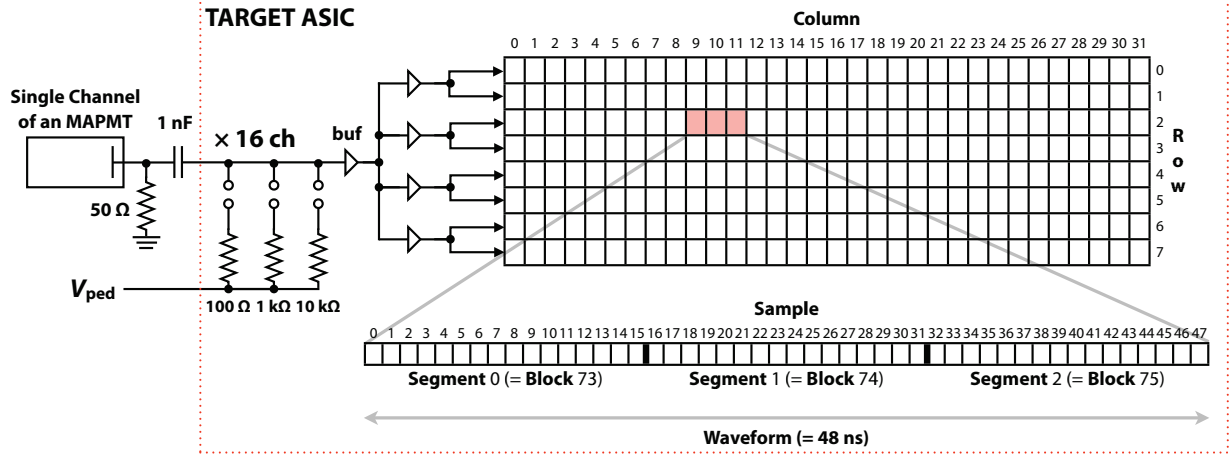 TARGET ASIC
Column
0 1 2 3 4 5 6 7 8 9 10 11 12 13 14 15 16 17 18 19 20 21 22 23 24 25 26 27 28 29 30 31
0
1
2
3
4
5
6
7
Row
Single Channel
of an MAPMT
1 nF
× 16 ch
buf
50 Ω
Vped
100 Ω 1 kΩ 10 kΩ
Sample
0 1 2 3 4 5 6 7 8 9 10 11 12 13 14 15 16 17 18 19 20 21 22 23 24 25 26 27 28 29 30 31 32 33 34 35 36 37 38 39 40 41 42 43 44 45 46 47
Segment 0 (= Block 73) Segment 1 (= Block 74) Segment 2 (= Block 75)
Waveform (= 48 ns)